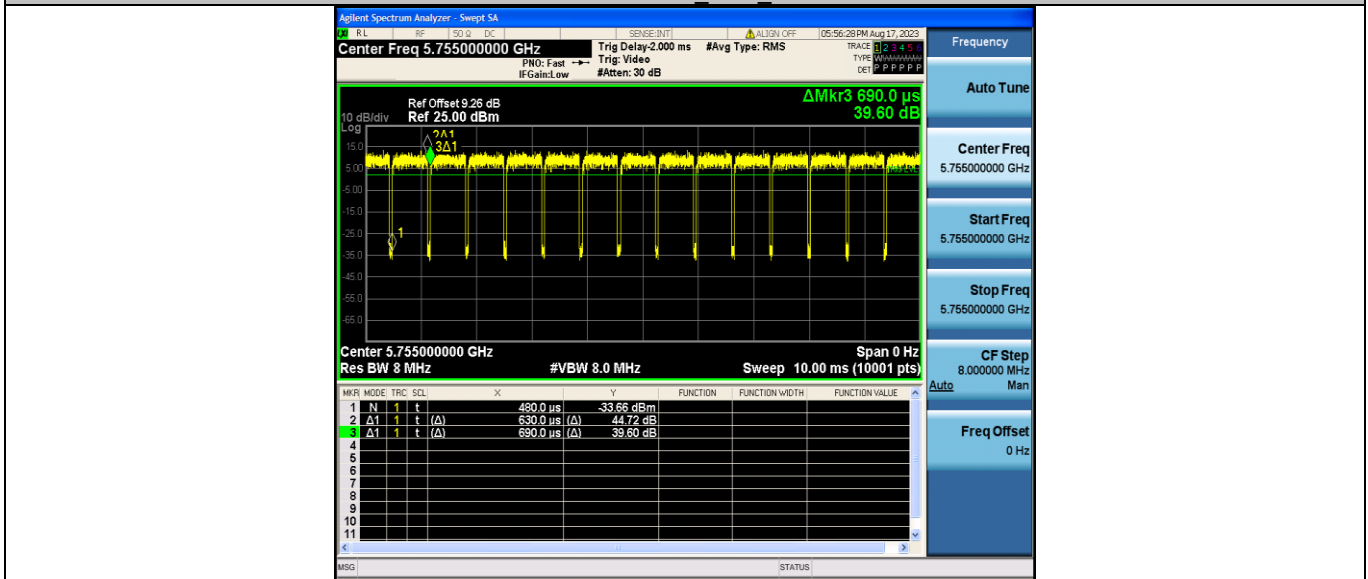 Agilent Spectrum Analyzer - Swept SA
RL RF 50 Ω DC SENSE:INT ALIGN OFF 05:56:28 PM Aug 17, 2023
Center Freq 5.755000000 GHz
PNO: Fast
IFGain:Low
Trig Delay-2.000 ms
Trig: Video
#Atten: 30 dB
#Avg Type: RMS
TRACE 1 2 3 4 5 6
TYPE
DET P P P P P P
Frequency
Auto Tune
Center Freq
5.755000000 GHz
Start Freq
5.755000000 GHz
Stop Freq
5.755000000 GHz
CF Step
8.000000 MHz
Auto Man
Freq Offset
0 Hz
ΔMkr3 690.0 µs
39.60 dB
Ref Offset 9.26 dB
10 dB/div Ref 25.00 dBm
Log
15.0
5.00
-5.00
-15.0
-25.0
-35.0
-45.0
-55.0
-65.0
2Δ1
3Δ1
1
Center 5.755000000 GHz Span 0 Hz
Res BW 8 MHz #VBW 8.0 MHz Sweep 10.00 ms (10001 pts)
MKR MODE TRC SCL X Y FUNCTION FUNCTION WIDTH FUNCTION VALUE
1 N 1 t 480.0 µs -33.66 dBm
2 Δ1 1 t (Δ) 630.0 µs (Δ) 44.72 dB
3 Δ1 1 t (Δ) 690.0 µs (Δ) 39.60 dB
4
5
6
7
8
9
10
11
MSG STATUS